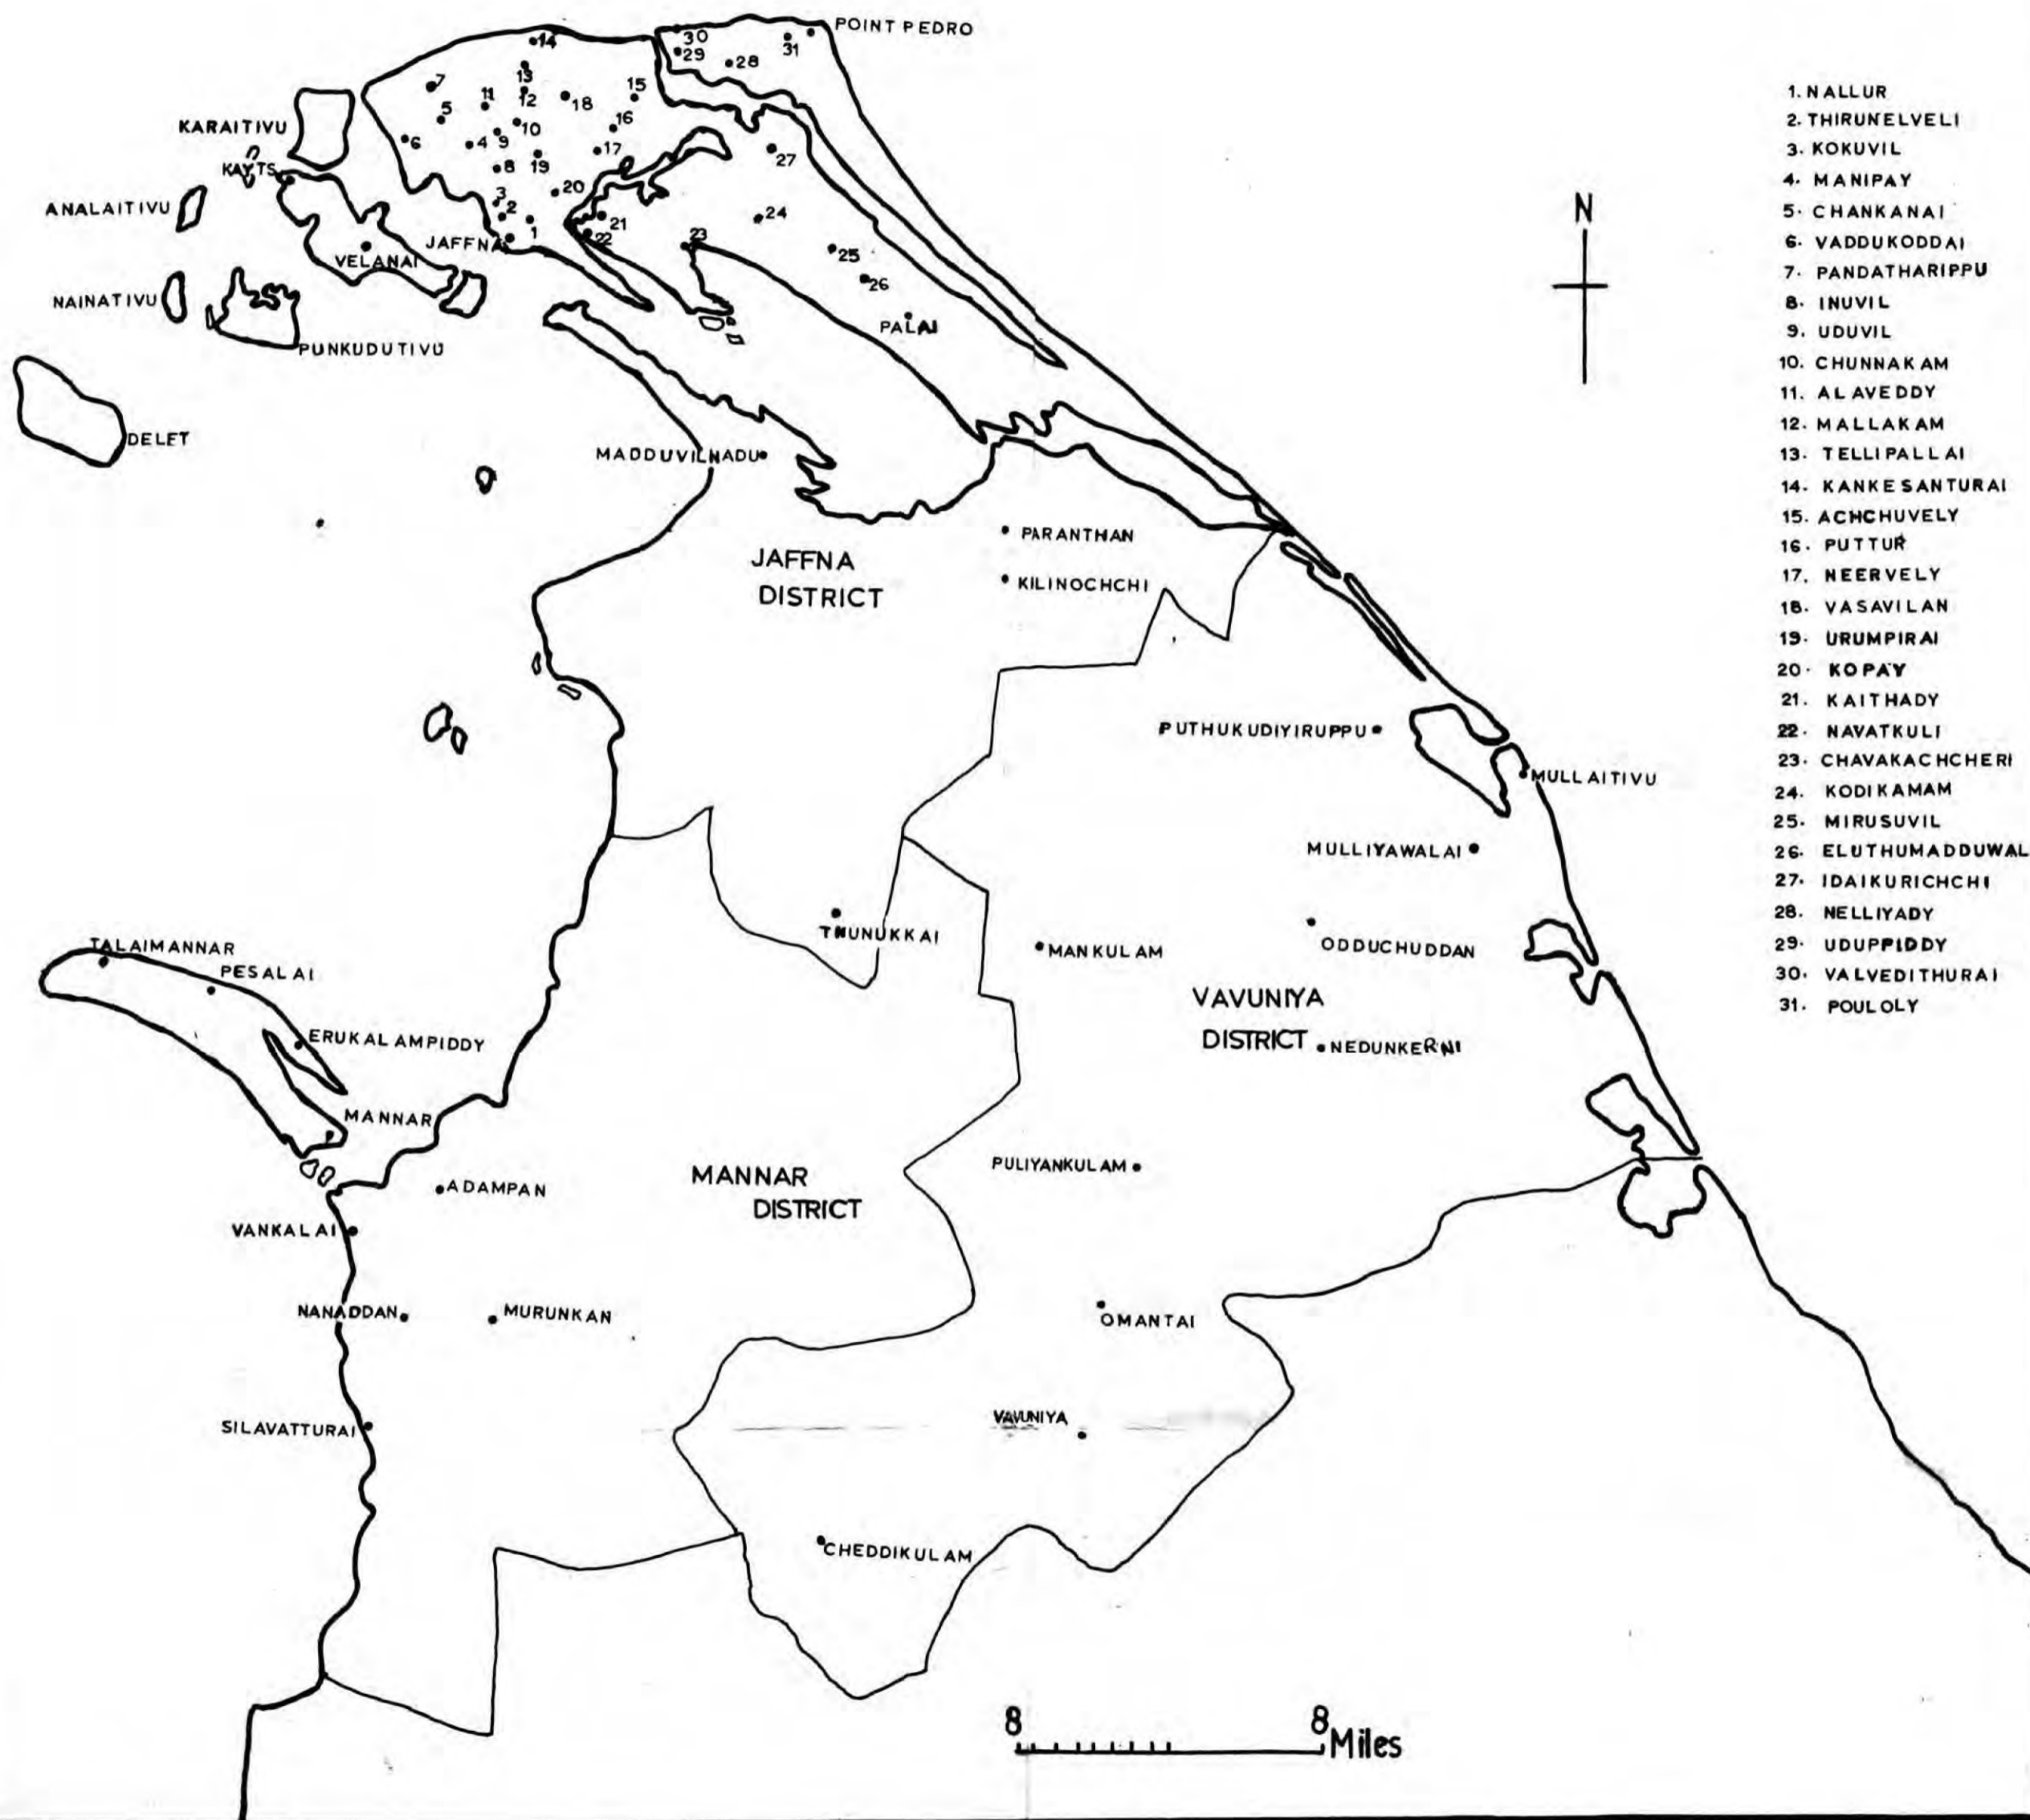 POINT PEDRO
14
30
29
31
28
7
13
12
11
18
15
5
10
16
6
4
9
17
8
19
27
3
2
20
1
21
22
23
24
25
26
KARAITIVU
KAYTS
ANALAITIVU
JAFFNA
VELANAI
NAINATIVU
PUNKUDUTIVU
PALAI
DELFT
MADDUVILNADU
N
PARANTHAN
JAFFNA
DISTRICT
KILINOCHCHI
PUTHUKUDIYIRUPPU
MULLAITIVU
MULLIYAWALAI
THUNUKKAI
MANKULAM
ODDUCHUDDAN
TALAIMANNAR
PESALAI
VAVUNIYA
DISTRICT
NEDUNKERNI
ERUKALAMPIDDY
MANNAR
MANNAR
DISTRICT
PULIYANKULAM
ADAMPAN
VANKALAI
NANADDAN
MURUNKAN
OMANTAI
SILAVATTURAI
VAVUNIYA
CHEDDIKULAM
8 8 Miles
1. NALLUR
2. THIRUNELVELI
3. KOKUVIL
4. MANIPAY
5. CHANKANAI
6. VADDUKODDAI
7. PANDATHARIPPU
8. INUVIL
9. UDUVIL
10. CHUNNAKAM
11. ALAVEDDY
12. MALLAKAM
13. TELLIPALLAI
14. KANKESANTURAI
15. ACHCHUVELY
16. PUTTUR
17. NEERVELY
18. VASAVILAN
19. URUMPIRAI
20. KOPAY
21. KAITHADY
22. NAVATKULI
23. CHAVAKACHCHERI
24. KODIKAMAM
25. MIRUSUVIL
26. ELUTHUMADDUWAL
27. IDAIKURICHCHI
28. NELLIYADY
29. UDUPPIDDY
30. VALVEDITHURAI
31. POULOLY